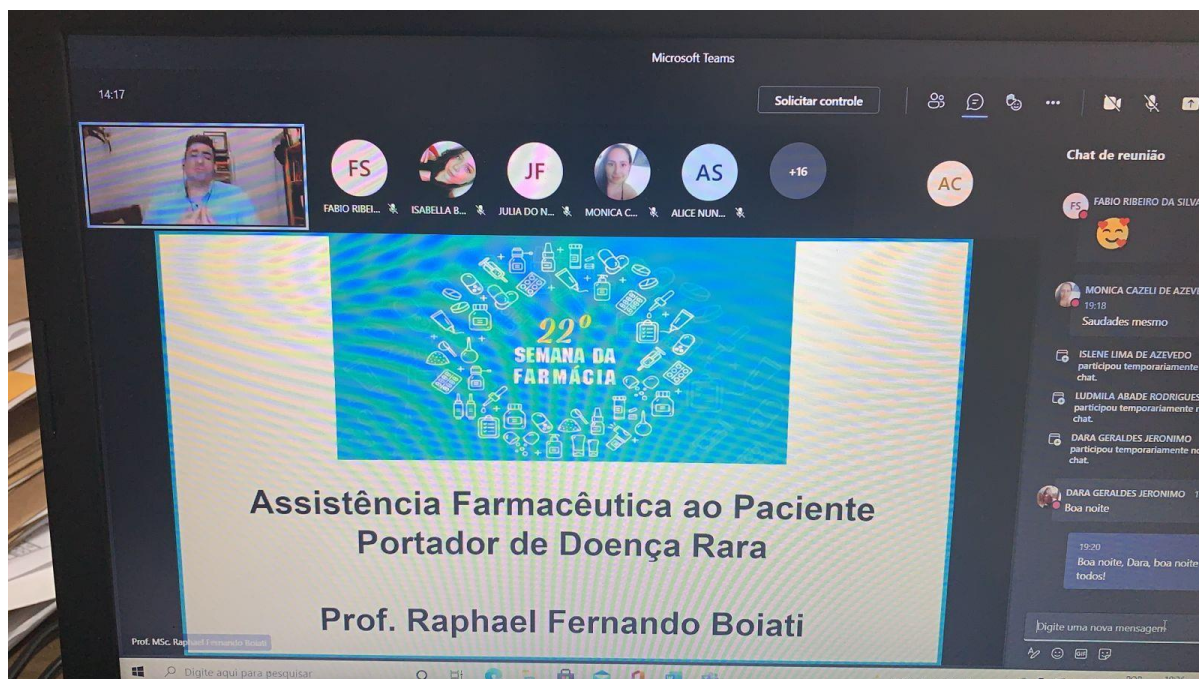 Microsoft Teams
14:17
Solicitar controle
FS
JF
AS
+16
AC
FABIO RIBEI...
ISABELLA B...
JULIA DO N...
MONICA C...
ALICE NUN...
22º
SEMANA DA
FARMÁCIA
Assistência Farmacêutica ao Paciente
Portador de Doença Rara
Prof. Raphael Fernando Boiati
Prof. MSc. Raphael Fernando Boiati
Chat de reunião
FS
FABIO RIBEIRO DA SILVA
MONICA CAZELI DE AZEV
19:18
Saudades mesmo
ISLENE LIMA DE AZEVEDO
participou temporariamente
chat.
LUDMILA ABADE RODRIGUES
participou temporariamente
chat.
DARA GERALDES JERONIMO
participou temporariamente no
chat.
DARA GERALDES JERONIMO
Boa noite
19:20
Boa noite, Dara, boa noite
todos!
Digite uma nova mensagem
GIF
Digite aqui para pesquisar